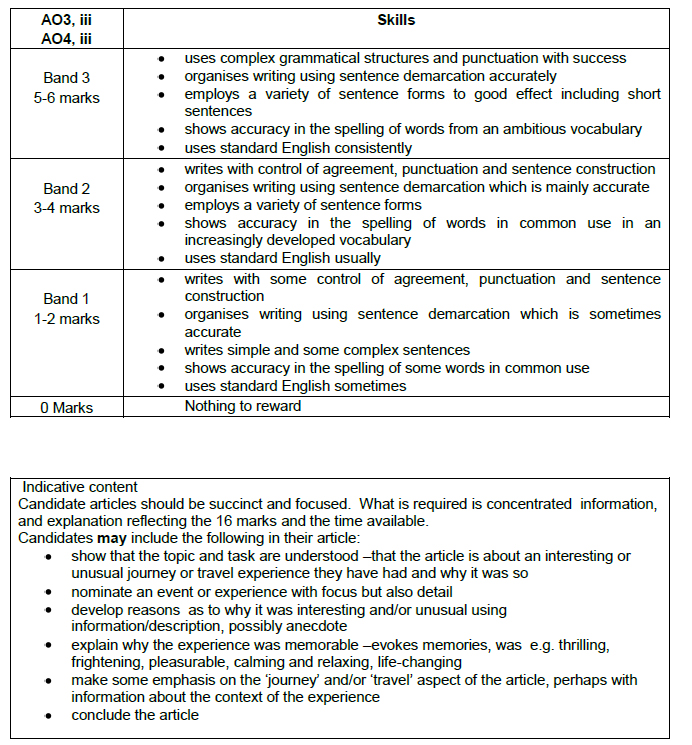 AO3, iii
AO4, iii
Skills
Band 3
5-6 marks
• uses complex grammatical structures and punctuation with success
• organises writing using sentence demarcation accurately
• employs a variety of sentence forms to good effect including short
sentences
• shows accuracy in the spelling of words from an ambitious vocabulary
• uses standard English consistently
Band 2
3-4 marks
• writes with control of agreement, punctuation and sentence construction
• organises writing using sentence demarcation which is mainly accurate
• employs a variety of sentence forms
• shows accuracy in the spelling of words in common use in an
increasingly developed vocabulary
• uses standard English usually
Band 1
1-2 marks
• writes with some control of agreement, punctuation and sentence
construction
• organises writing using sentence demarcation which is sometimes
accurate
• writes simple and some complex sentences
• shows accuracy in the spelling of some words in common use
• uses standard English sometimes
0 Marks
Nothing to reward
Indicative content
Candidate articles should be succinct and focused. What is required is concentrated information,
and explanation reflecting the 16 marks and the time available.
Candidates may include the following in their article:
• show that the topic and task are understood –that the article is about an interesting or
unusual journey or travel experience they have had and why it was so
• nominate an event or experience with focus but also detail
• develop reasons as to why it was interesting and/or unusual using
information/description, possibly anecdote
• explain why the experience was memorable –evokes memories, was e.g. thrilling,
frightening, pleasurable, calming and relaxing, life-changing
• make some emphasis on the ‘journey’ and/or ‘travel’ aspect of the article, perhaps with
information about the context of the experience
• conclude the article